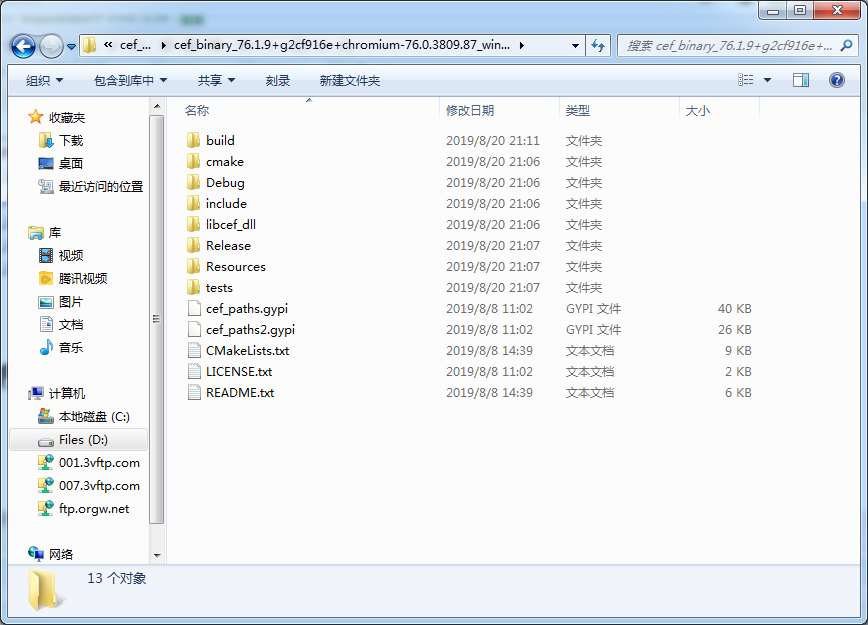 « cef_... ▸ cef_binary_76.1.9+g2cf916e+chromium-76.0.3809.87_win... ▸
搜索 cef_binary_76.1.9+g2cf916e+...
组织 包含到库中 共享 刻录 新建文件夹
收藏夹
下载
桌面
最近访问的位置
库
视频
腾讯视频
图片
文档
音乐
计算机
本地磁盘 (C:)
Files (D:)
001.3vftp.com
007.3vftp.com
ftp.orgw.net
网络
名称 修改日期 类型 大小
build 2019/8/20 21:11 文件夹
cmake 2019/8/20 21:06 文件夹
Debug 2019/8/20 21:06 文件夹
include 2019/8/20 21:06 文件夹
libcef_dll 2019/8/20 21:06 文件夹
Release 2019/8/20 21:07 文件夹
Resources 2019/8/20 21:07 文件夹
tests 2019/8/20 21:07 文件夹
cef_paths.gypi 2019/8/8 11:02 GYPI 文件 40 KB
cef_paths2.gypi 2019/8/8 11:02 GYPI 文件 26 KB
CMakeLists.txt 2019/8/8 14:39 文本文档 9 KB
LICENSE.txt 2019/8/8 11:02 文本文档 2 KB
README.txt 2019/8/8 14:39 文本文档 6 KB
13 个对象